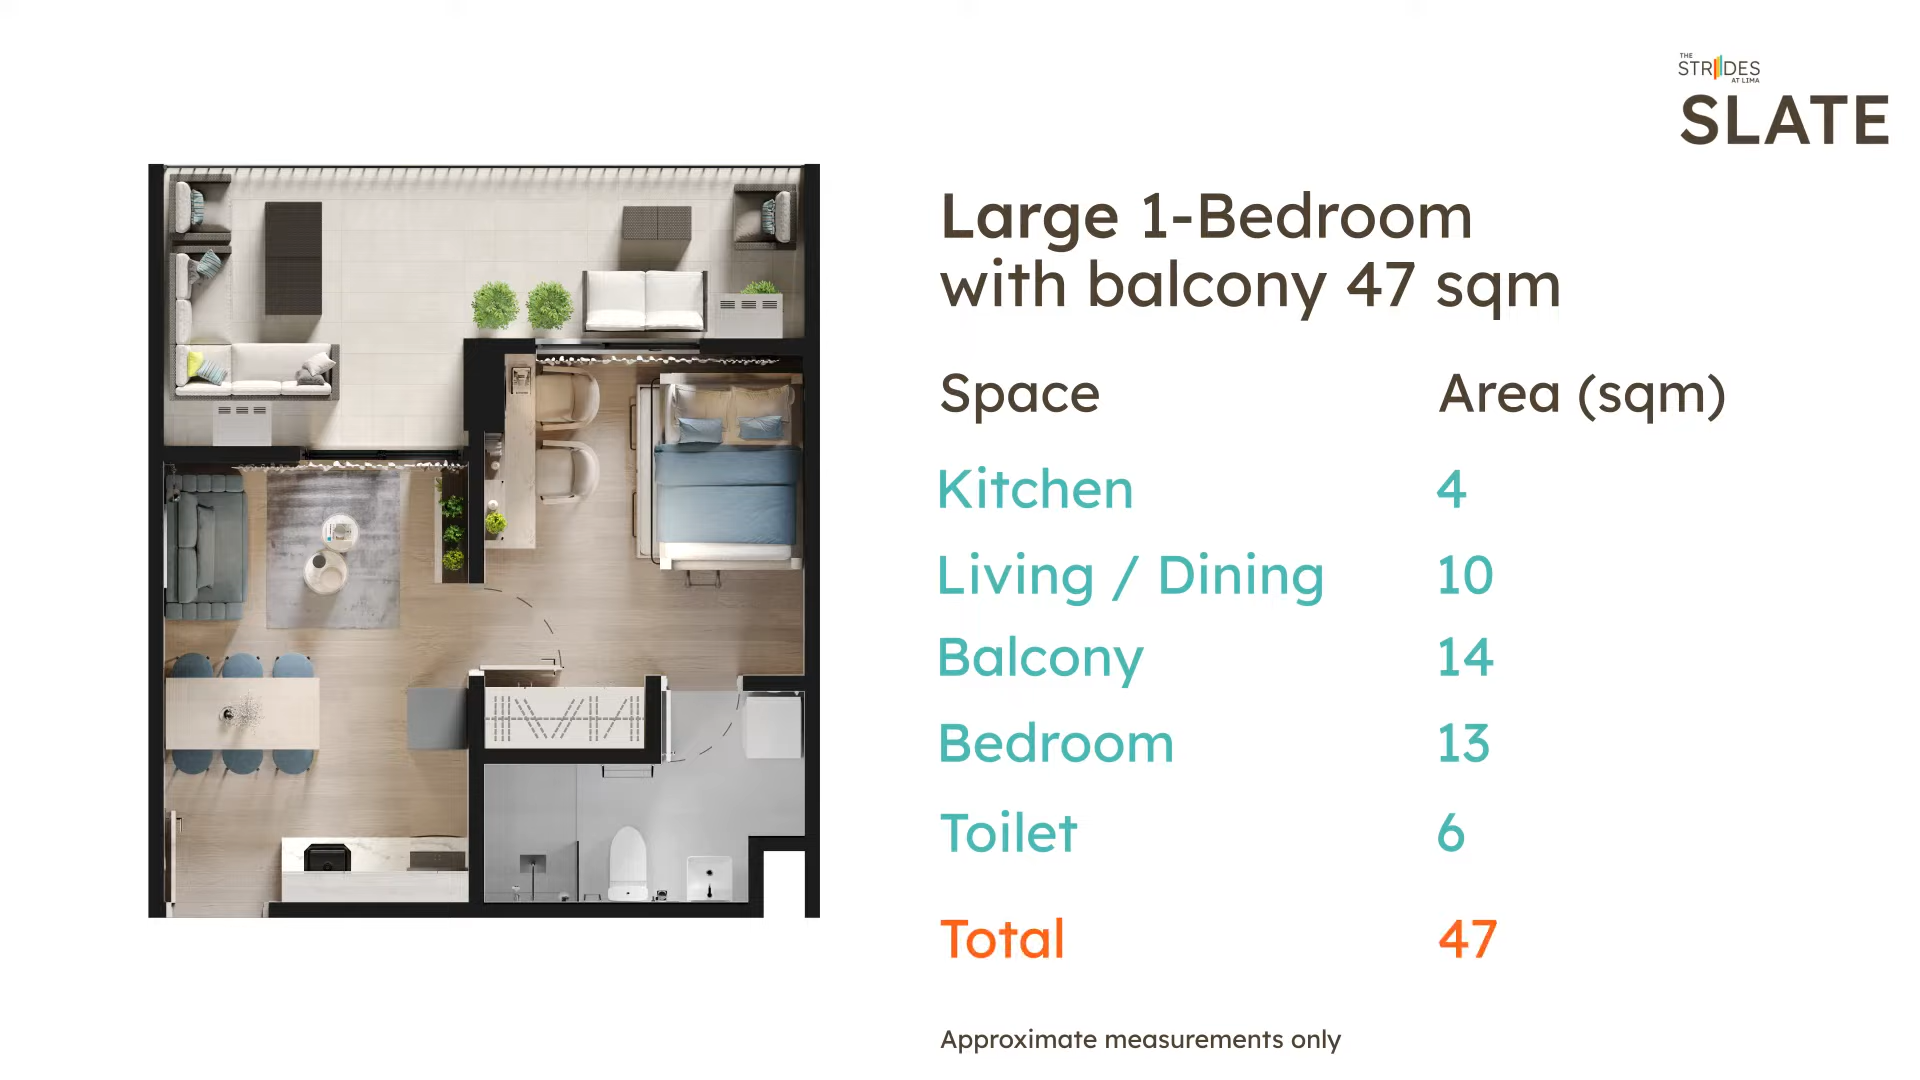 THE
STRIDES
AT LIMA
SLATE
Large 1-Bedroom
with balcony 47 sqm
Space Area (sqm)
Kitchen 4
Living / Dining 10
Balcony 14
Bedroom 13
Toilet 6
Total 47
Approximate measurements only